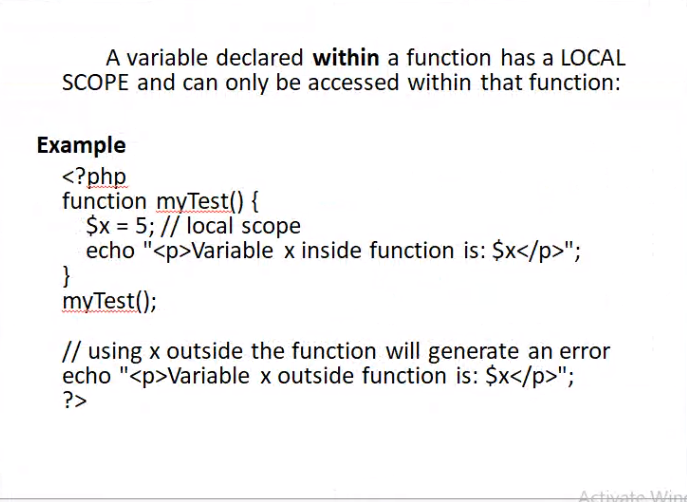 A variable declared within a function has a LOCAL
SCOPE and can only be accessed within that function:
Example
<?php
function myTest() {
$x = 5; // local scope
echo "<p>Variable x inside function is: $x</p>";
}
myTest();
// using x outside the function will generate an error
echo "<p>Variable x outside function is: $x</p>";
?>
Activate